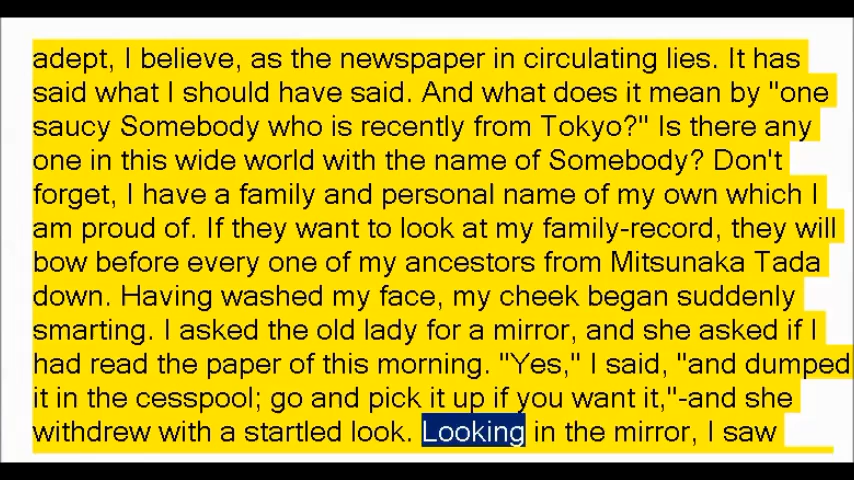 adept, I believe, as the newspaper in circulating lies. It has
said what I should have said. And what does it mean by "one
saucy Somebody who is recently from Tokyo?" Is there any
one in this wide world with the name of Somebody? Don't
forget, I have a family and personal name of my own which I
am proud of. If they want to look at my family-record, they will
bow before every one of my ancestors from Mitsunaka Tada
down. Having washed my face, my cheek began suddenly
smarting. I asked the old lady for a mirror, and she asked if I
had read the paper of this morning. "Yes," I said, "and dumped
it in the cesspool; go and pick it up if you want it,"-and she
withdrew with a startled look. Looking in the mirror, I saw